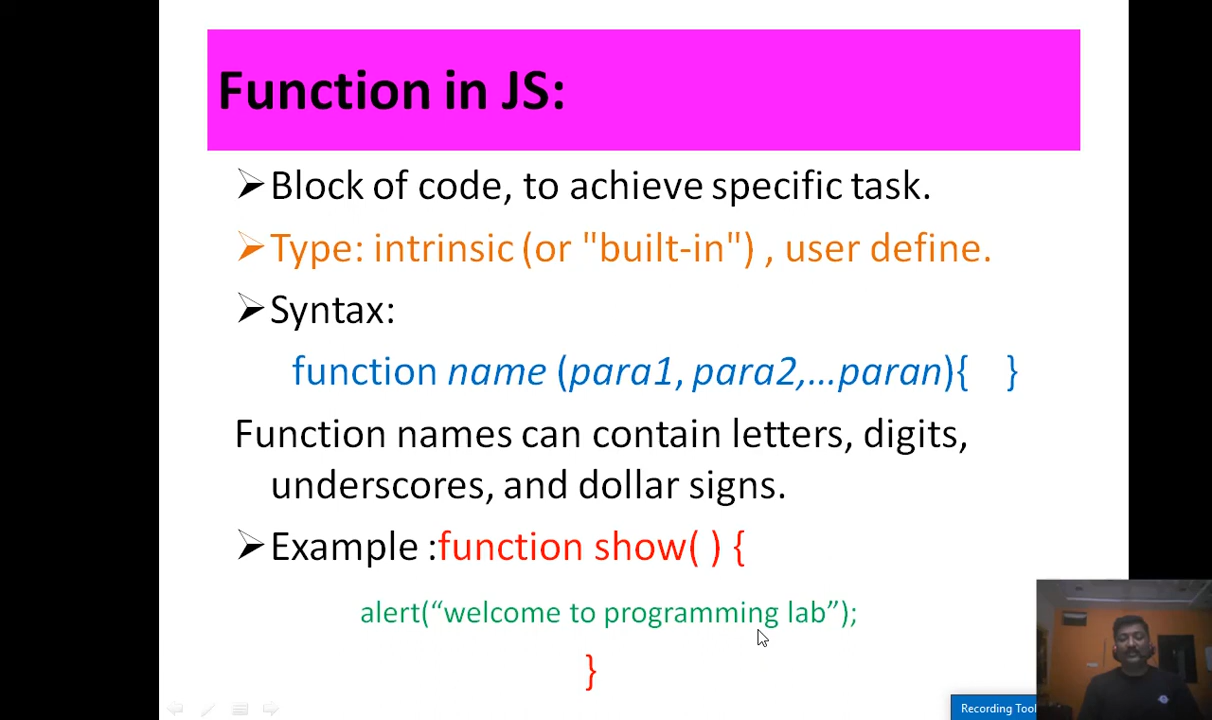 Function in JS:
Block of code, to achieve specific task.
Type: intrinsic (or "built-in") , user define.
Syntax:
function name (para1, para2,...paran){ }
Function names can contain letters, digits,
underscores, and dollar signs.
Example :function show( ) {
alert(“welcome to programming lab”);
}
Recording Tool